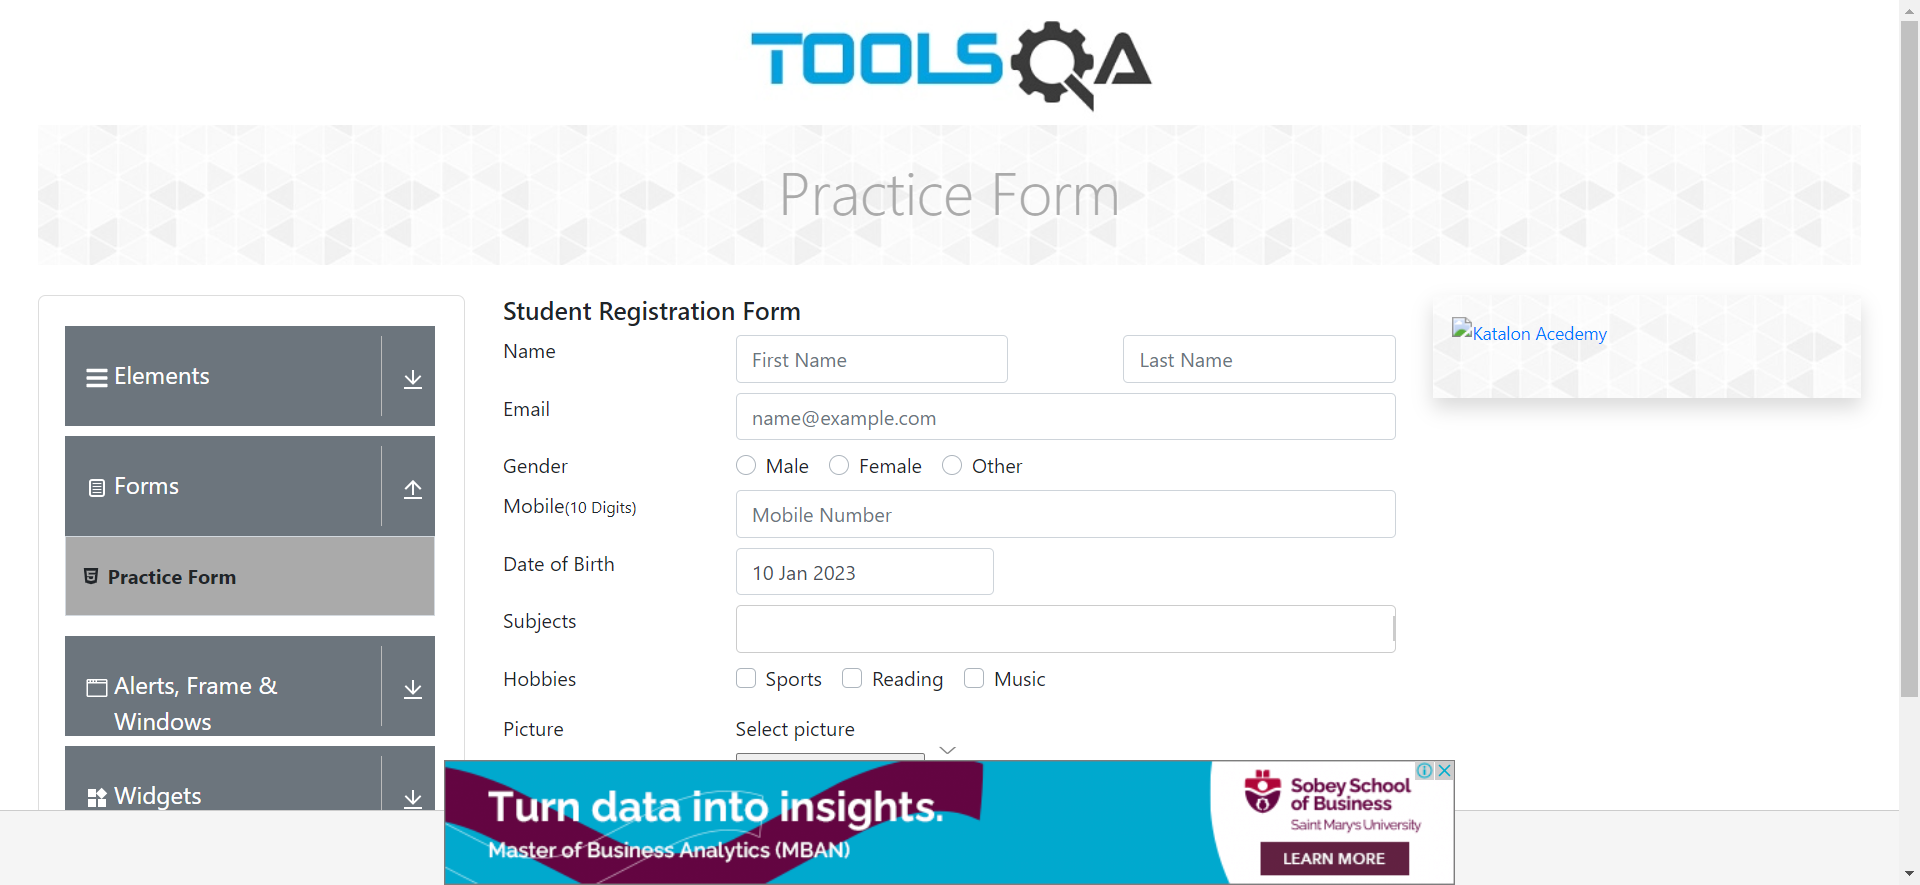 TOOLSQA
Practice Form
Elements
Forms
Practice Form
Alerts, Frame &
Windows
Widgets
Student Registration Form
Name
First Name
Last Name
Email
name@example.com
Gender
Male
Female
Other
Mobile(10 Digits)
Mobile Number
Date of Birth
10 Jan 2023
Subjects
Hobbies
Sports
Reading
Music
Picture
Select picture
Katalon Acedemy
Turn data into insights.
Master of Business Analytics (MBAN)
Sobey School
of Business
Saint Mary's University
LEARN MORE